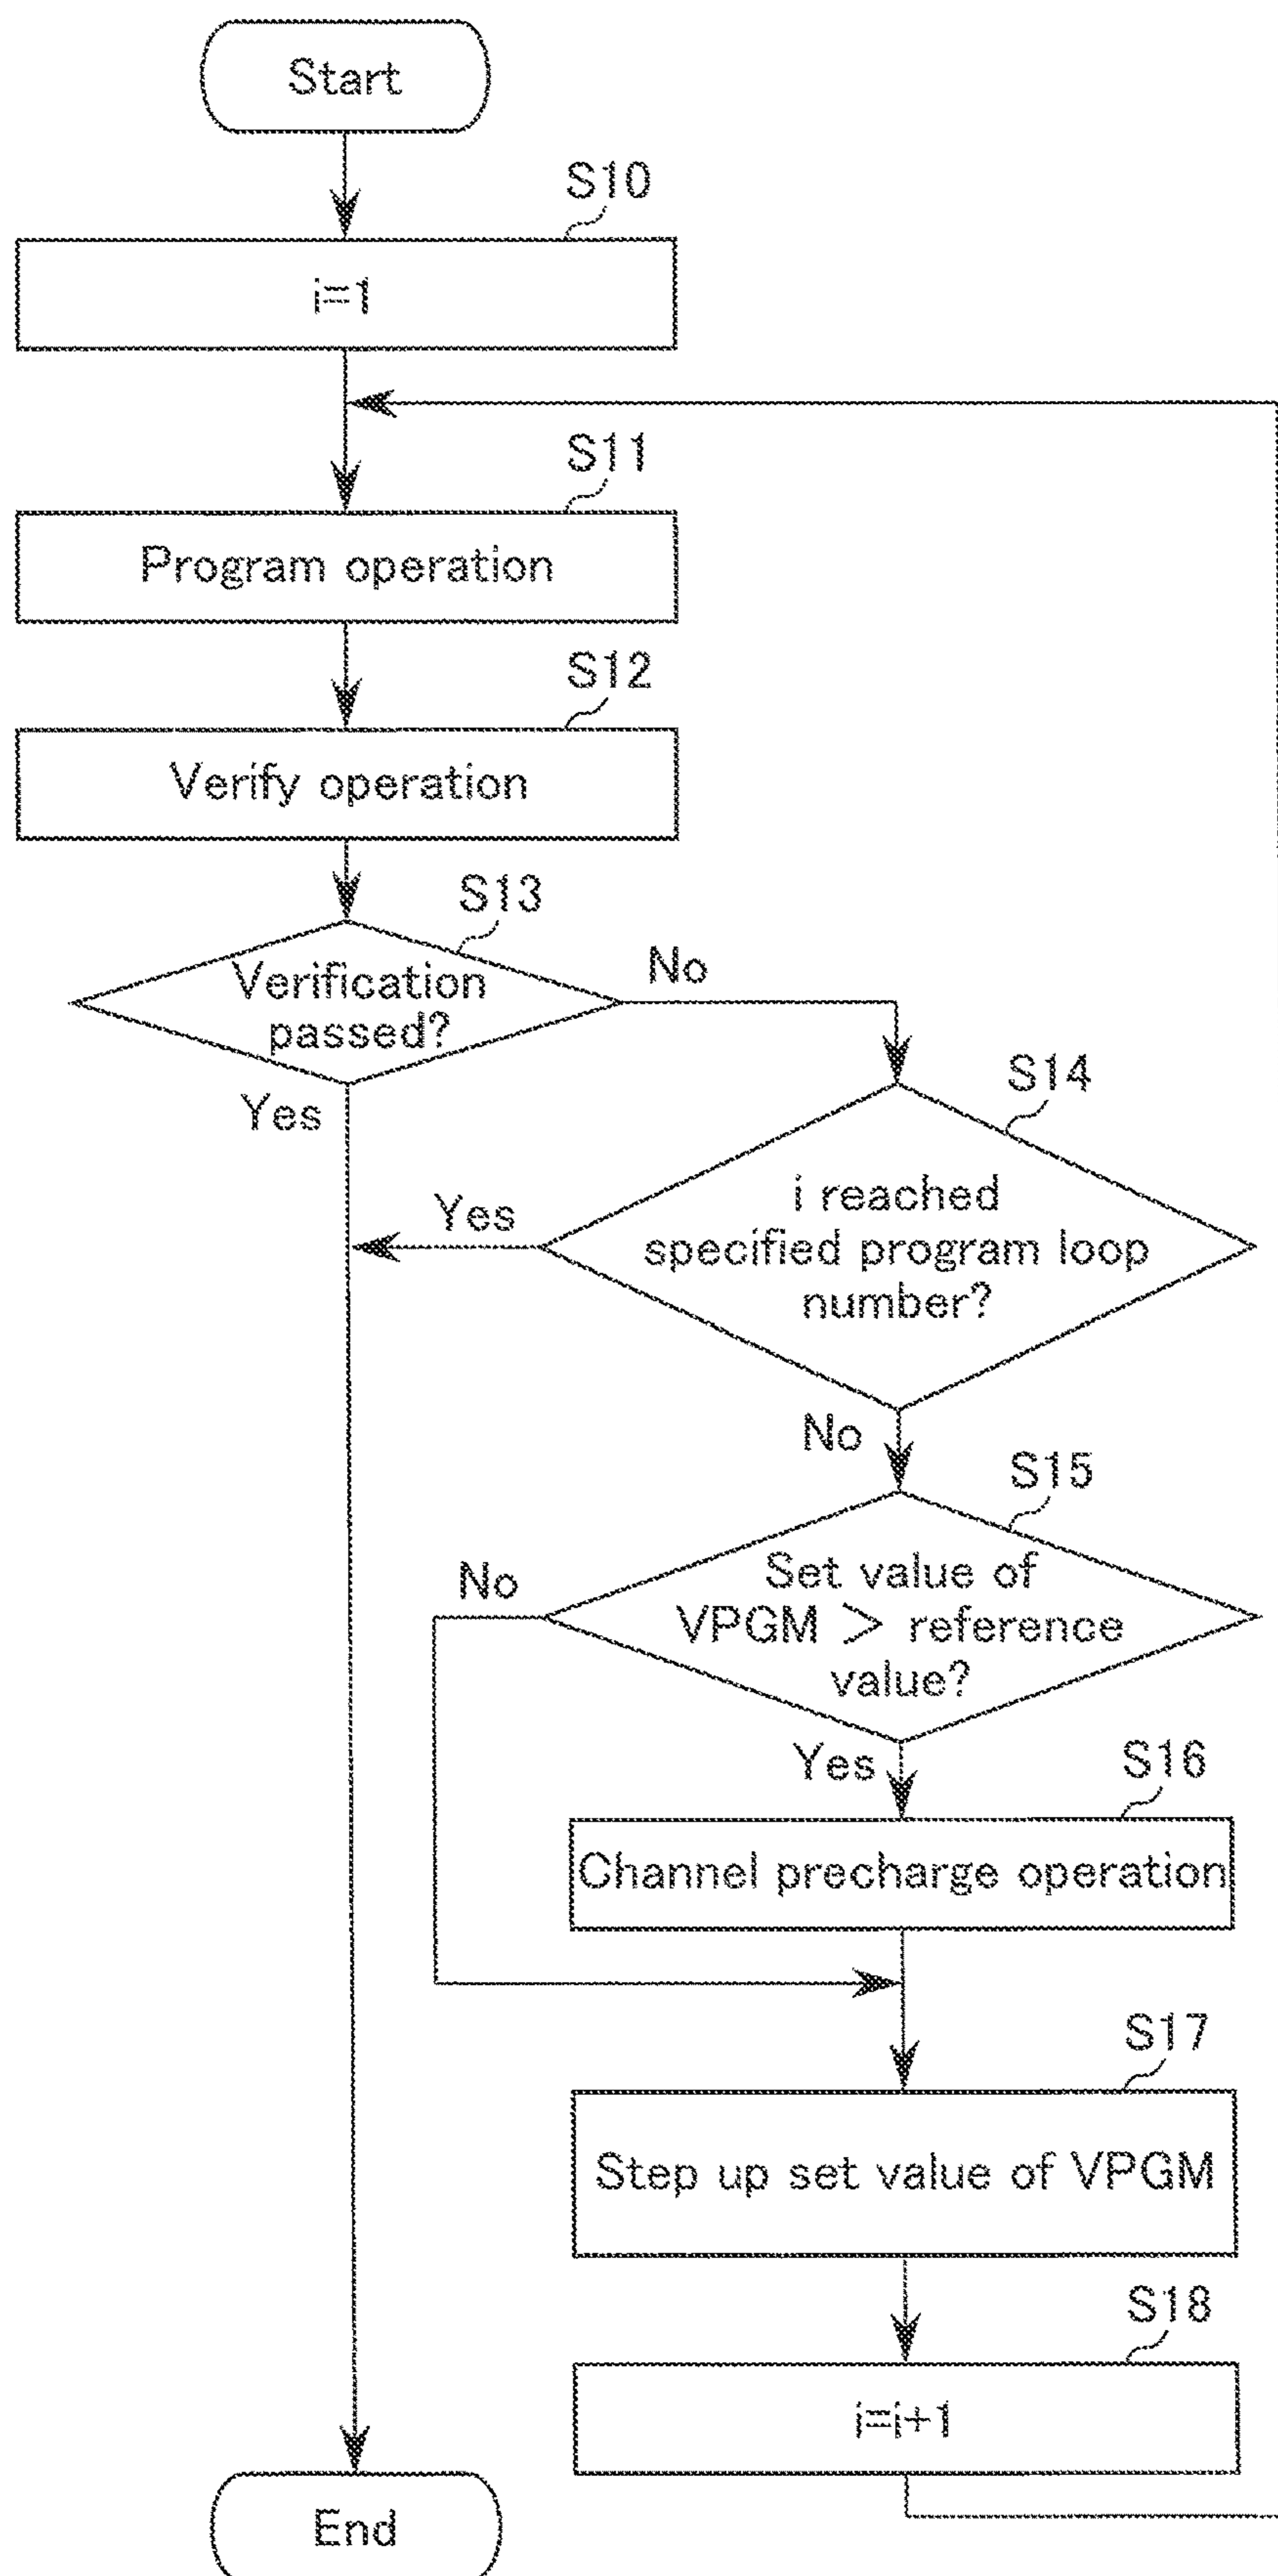 Start
S10
i=1
S11
Program operation
S12
Verify operation
S13
Verification
passed?
No
Yes
S14
i reached
specified program loop
number?
Yes
No
S15
Set value of
VPGM > reference
value?
No
Yes
S16
Channel precharge operation
S17
Step up set value of VPGM
S18
i=i+1
End